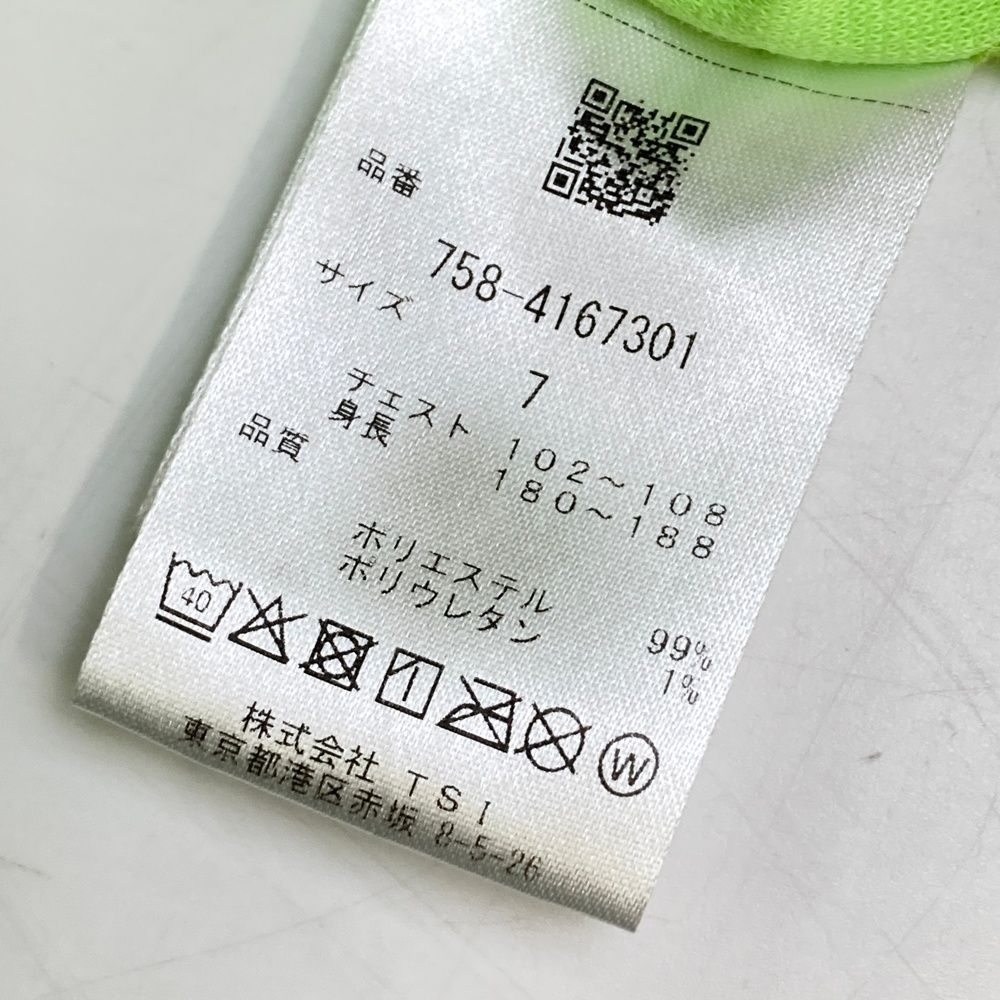 品番
758-4167301
サイズ
7
チェスト 102～108
身長 180～188
品質
ポリエステル 99%
ポリウレタン 1%
40
W
株式会社 TSI
東京都港区赤坂 8-5-26